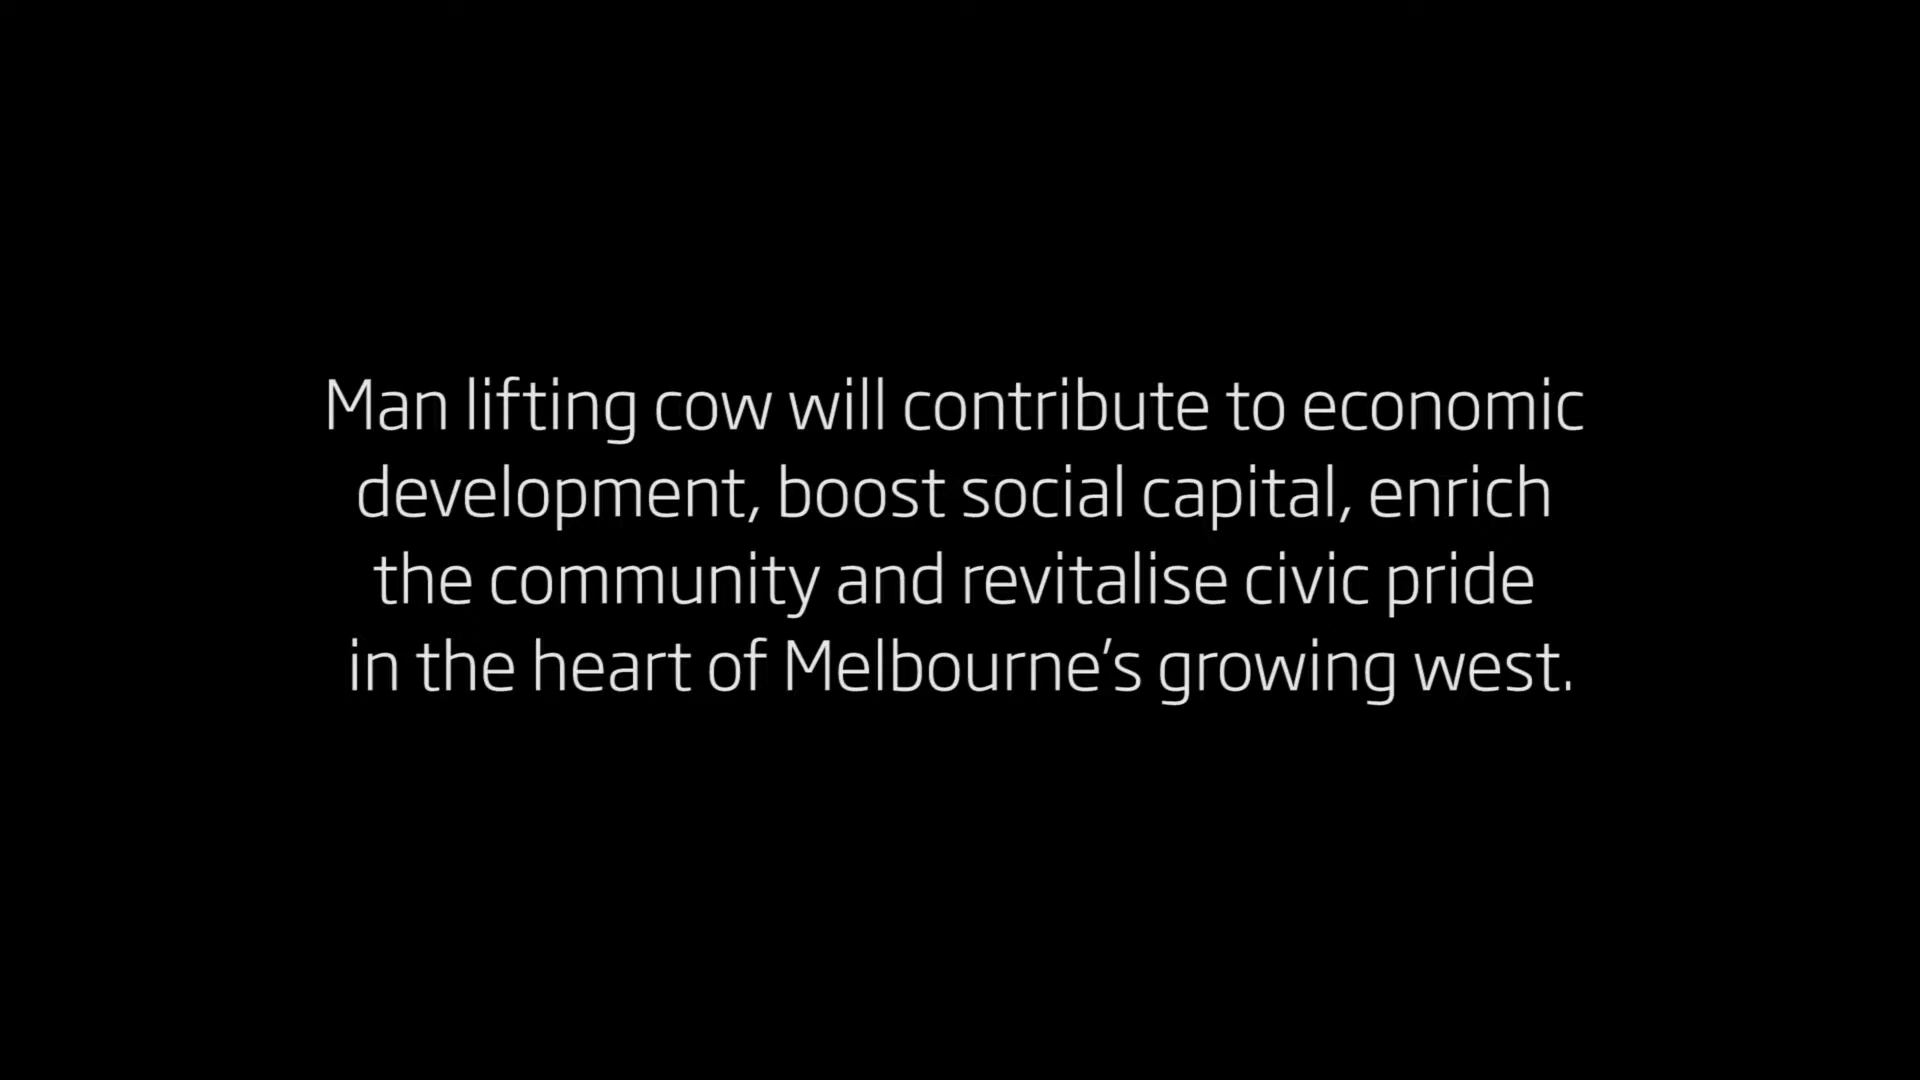 Man lifting cow will contribute to economic
development, boost social capital, enrich
the community and revitalise civic pride
in the heart of Melbourne’s growing west.